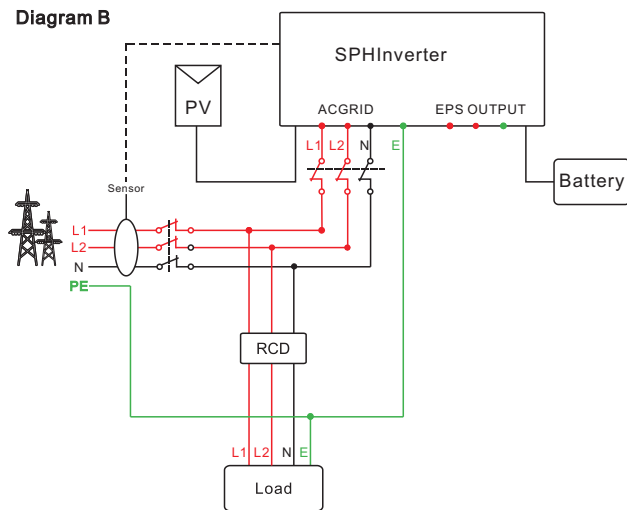 Diagram B
SPHInverter
PV
ACGRID
EPS OUTPUT
L1
L2
N
E
Sensor
Battery
L1
L2
N
PE
RCD
L1
L2
N
E
Load